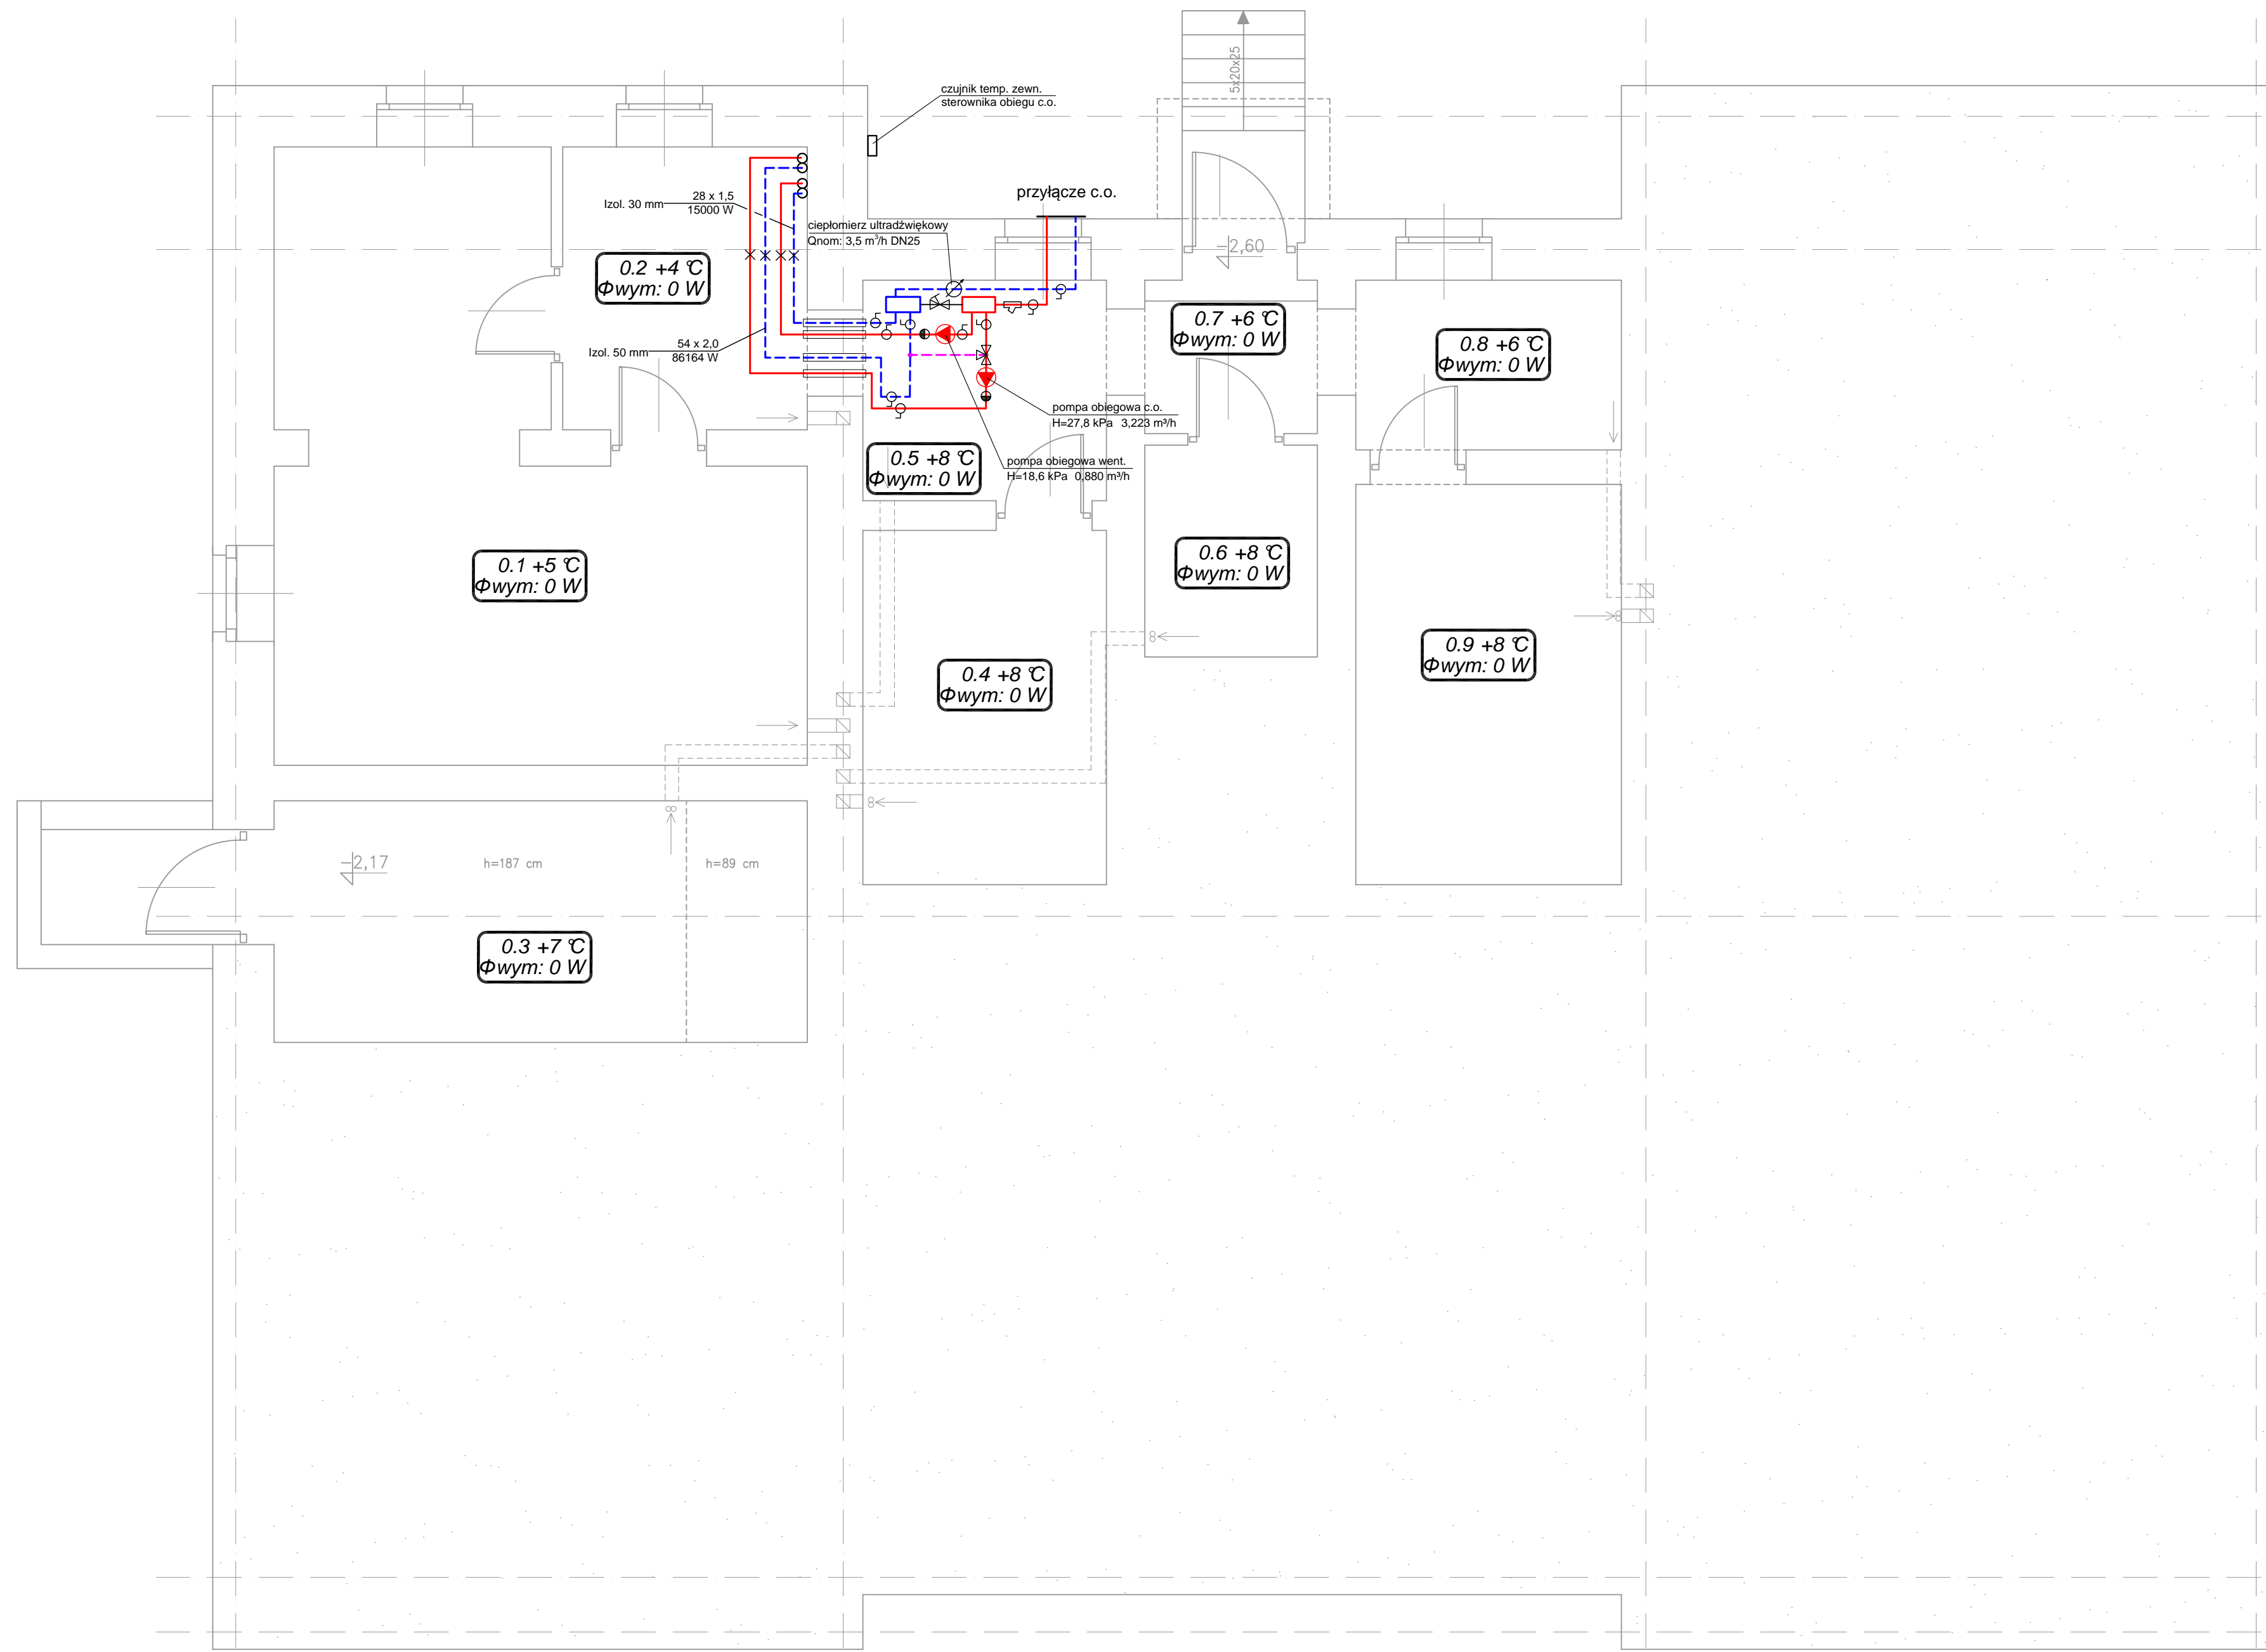 5x20x25
czujnik temp. zewn.
sterownika obiegu c.o.
przyłącze c.o.
28 x 1,5
Izol. 30 mm
15000 W
ciepłomierz ultradźwiękowy
Qnom: 3,5 m³/h DN25
-2,60
0.2 +4 °C
Φwym: 0 W
0.7 +6 °C
Φwym: 0 W
0.8 +6 °C
Φwym: 0 W
54 x 2,0
Izol. 50 mm
86164 W
pompa obiegowa c.o.
H=27,8 kPa 3,223 m³/h
0.5 +8 °C
Φwym: 0 W
pompa obiegowa went.
H=18,6 kPa 0,880 m³/h
0.1 +5 °C
Φwym: 0 W
0.6 +8 °C
Φwym: 0 W
0.4 +8 °C
Φwym: 0 W
0.9 +8 °C
Φwym: 0 W
-2,17
h=187 cm
h=89 cm
0.3 +7 °C
Φwym: 0 W